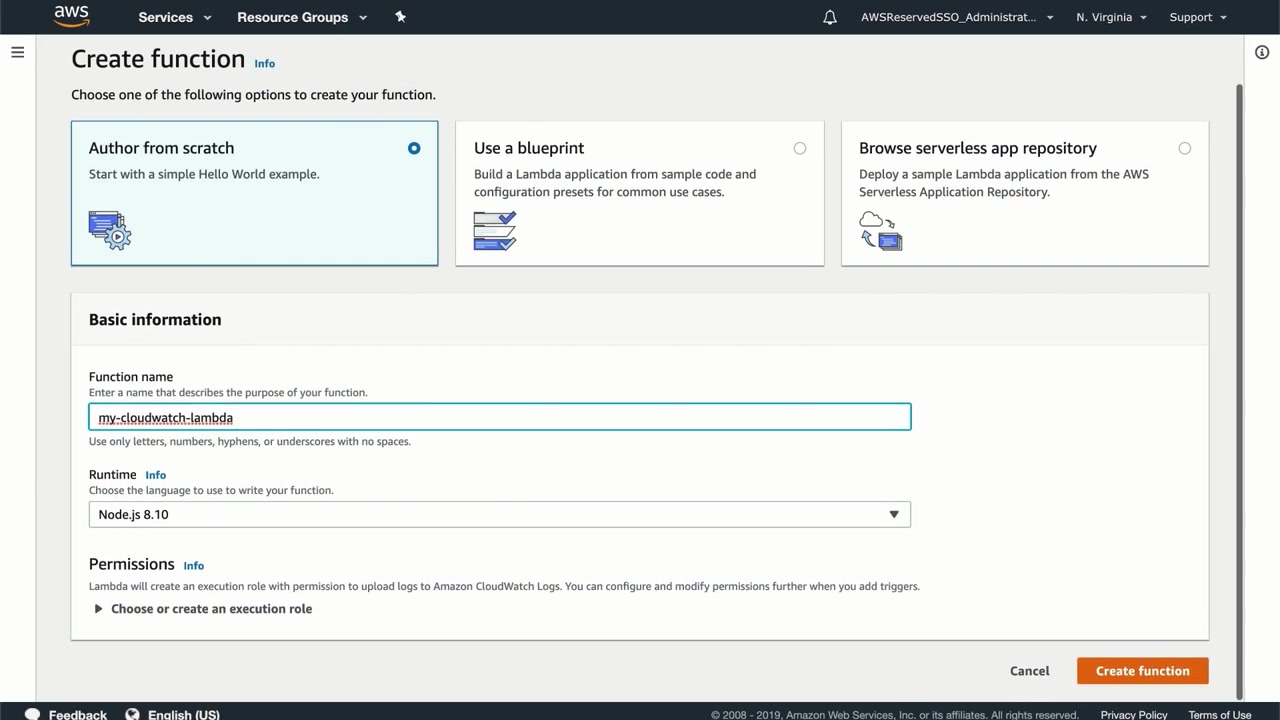 aws Services Resource Groups AWSReservedSSO_Administrat... N. Virginia Support
Create function Info
Choose one of the following options to create your function.
Author from scratch
Start with a simple Hello World example.
Use a blueprint
Build a Lambda application from sample code and
configuration presets for common use cases.
Browse serverless app repository
Deploy a sample Lambda application from the AWS
Serverless Application Repository.
Basic information
Function name
Enter a name that describes the purpose of your function.
my-cloudwatch-lambda
Use only letters, numbers, hyphens, or underscores with no spaces.
Runtime Info
Choose the language to use to write your function.
Node.js 8.10
Permissions Info
Lambda will create an execution role with permission to upload logs to Amazon CloudWatch Logs. You can configure and modify permissions further when you add triggers.
Choose or create an execution role
Cancel Create function
Feedback English (US) © 2008 - 2019, Amazon Web Services, Inc. or its affiliates. All rights reserved. Privacy Policy Terms of Use